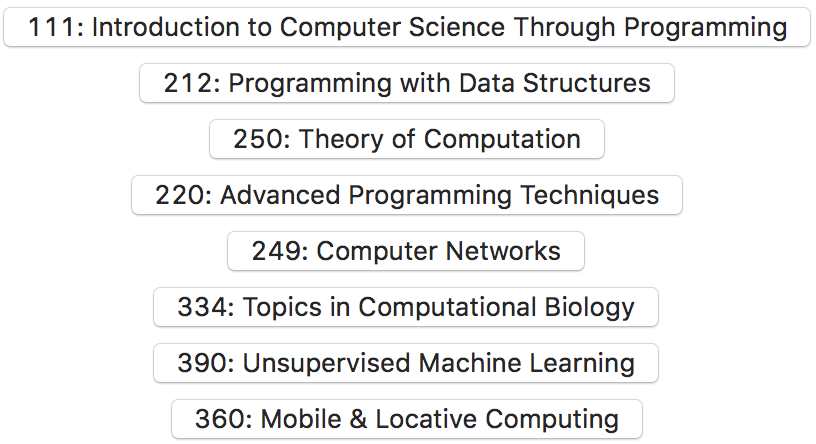 111: Introduction to Computer Science Through Programming
212: Programming with Data Structures
250: Theory of Computation
220: Advanced Programming Techniques
249: Computer Networks
334: Topics in Computational Biology
390: Unsupervised Machine Learning
360: Mobile & Locative Computing